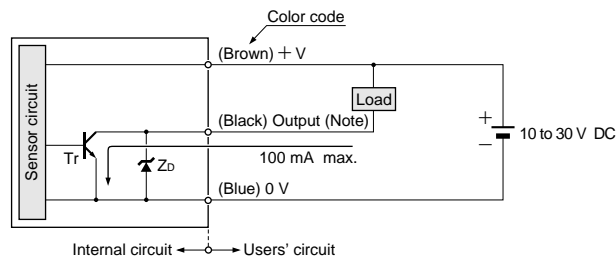 Color code
(Brown) + V
Load
(Black) Output (Note)
Sensor circuit
Tr
ZD
100 mA max.
+
−
10 to 30 V DC
(Blue) 0 V
Internal circuit
Users' circuit